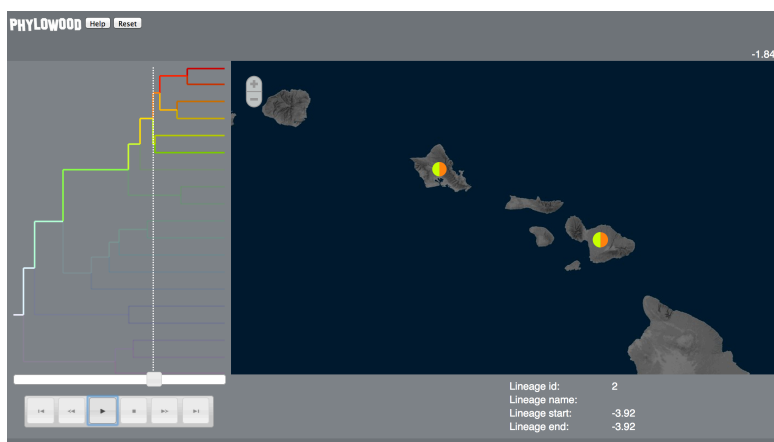 PHYLOWOOD Help Reset
-1.84
Lineage id: 2
Lineage name:
Lineage start: -3.92
Lineage end: -3.92